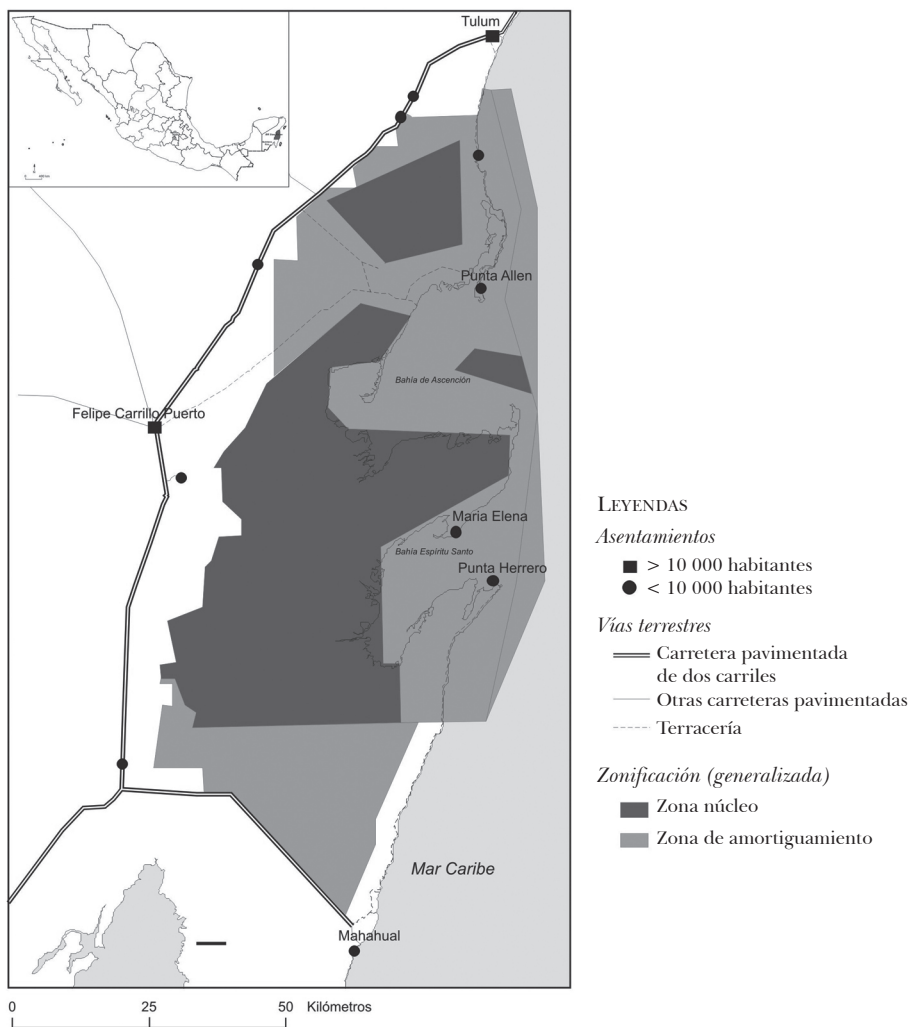 Tulum
Punta Allen
Bahía de Ascención
Felipe Carrillo Puerto
Maria Elena
Bahía Espíritu Santo
Punta Herrero
Mar Caribe
Mahahual
0 25 50 Kilómetros
LEYENDAS
Asentamientos
> 10 000 habitantes
< 10 000 habitantes
Vías terrestres
Carretera pavimentada
de dos carriles
Otras carreteras pavimentadas
Terracería
Zonificación (generalizada)
Zona núcleo
Zona de amortiguamiento